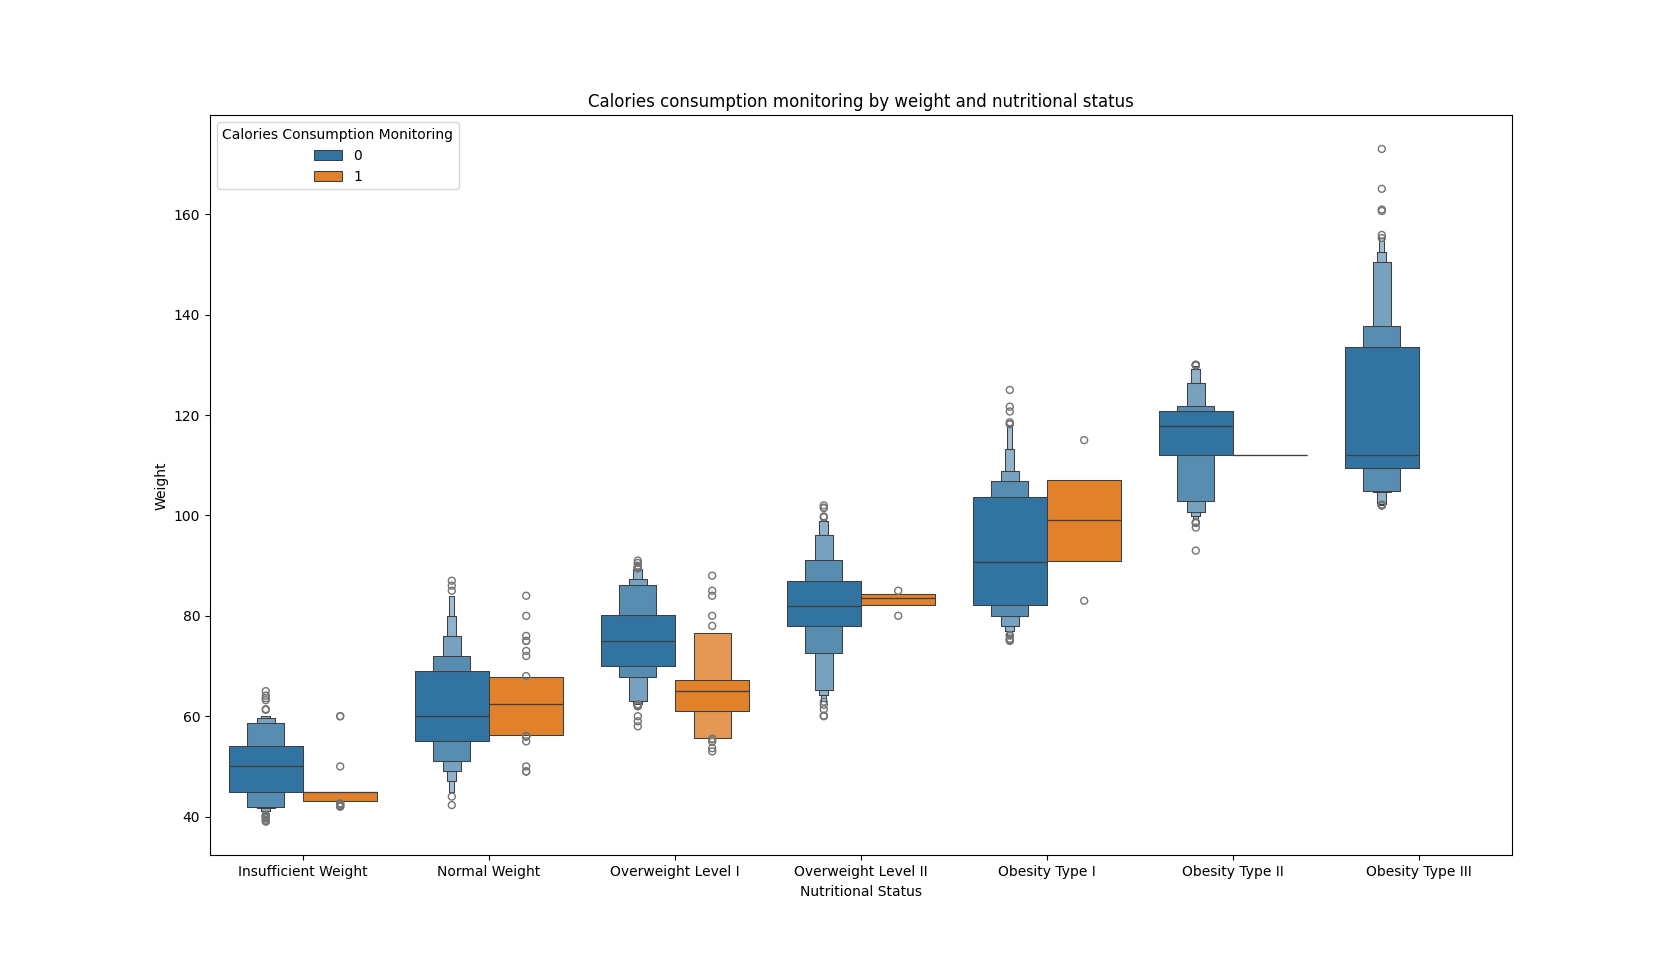 Calories consumption monitoring by weight and nutritional status
Calories Consumption Monitoring
0
1
160
140
120
100
80
60
40
Weight
Insufficient Weight
Normal Weight
Overweight Level I
Overweight Level II
Obesity Type I
Obesity Type II
Obesity Type III
Nutritional Status